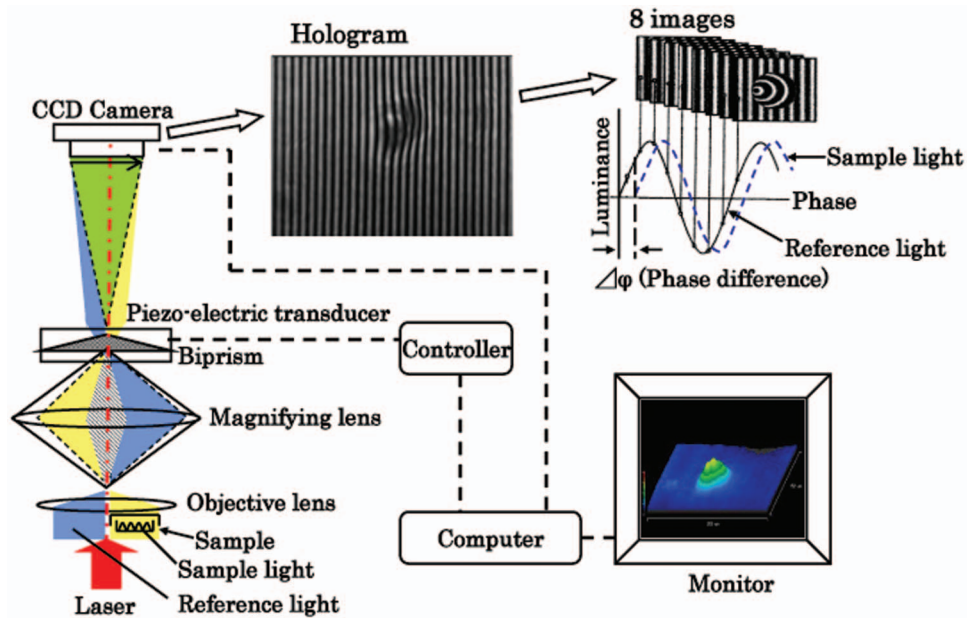 8 images
Hologram
CCD Camera
Luminance
Sample light
Phase
Reference light
⊿φ (Phase difference)
Piezo-electric transducer
Biprism
Controller
Magnifying lens
Objective lens
Sample
Sample light
Reference light
Laser
Computer
Monitor